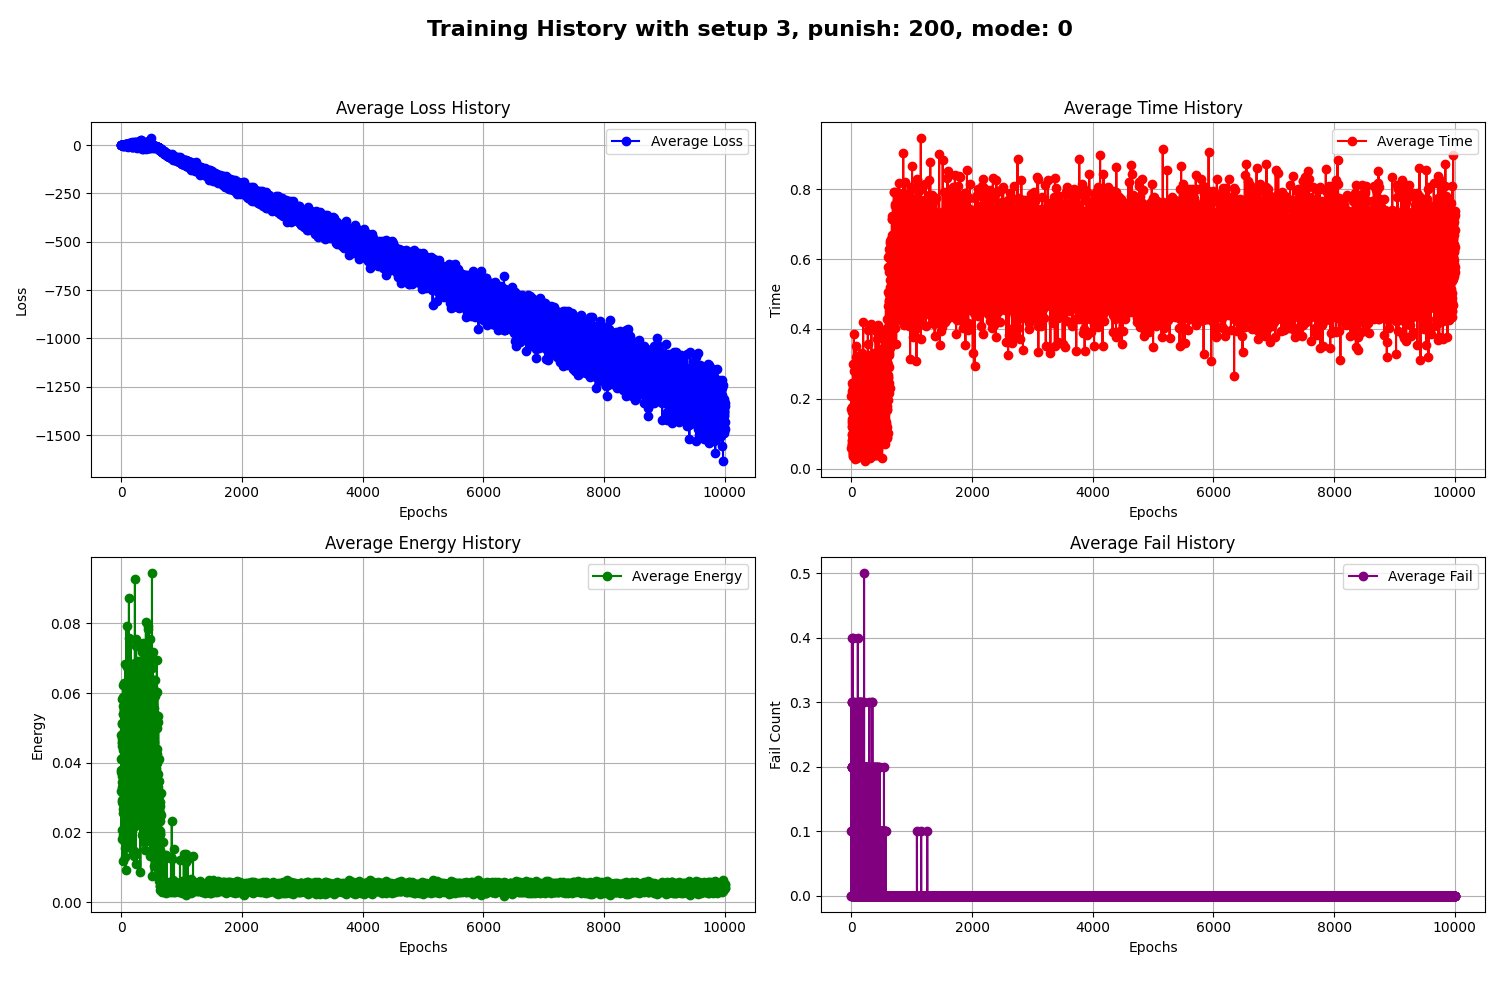 Training History with setup 3, punish: 200, mode: 0
Average Loss History
Average Loss
Loss
0
−250
−500
−750
−1000
−1250
−1500
0 2000 4000 6000 8000 10000
Epochs
Average Time History
Average Time
Time
0.8
0.6
0.4
0.2
0.0
0 2000 4000 6000 8000 10000
Epochs
Average Energy History
Average Energy
Energy
0.08
0.06
0.04
0.02
0.00
0 2000 4000 6000 8000 10000
Epochs
Average Fail History
Average Fail
Fail Count
0.5
0.4
0.3
0.2
0.1
0.0
0 2000 4000 6000 8000 10000
Epochs